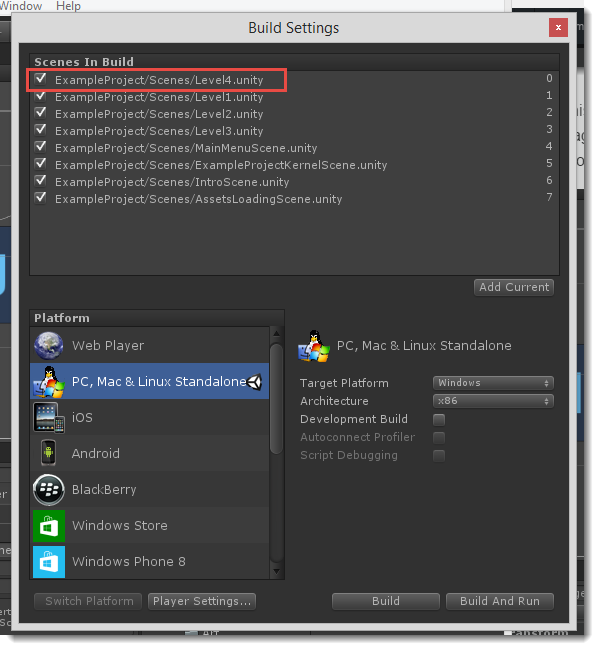 Window Help
Build Settings
x
Scenes In Build
ExampleProject/Scenes/Level4.unity 0
ExampleProject/Scenes/Level1.unity 1
ExampleProject/Scenes/Level2.unity 2
ExampleProject/Scenes/Level3.unity 3
ExampleProject/Scenes/MainMenuScene.unity 4
ExampleProject/Scenes/ExampleProjectKernelScene.unity 5
ExampleProject/Scenes/IntroScene.unity 6
ExampleProject/Scenes/AssetsLoadingScene.unity 7
Add Current
Platform
Web Player
PC, Mac & Linux Standalone
iOS
Android
BlackBerry
Windows Store
Windows Phone 8
PC, Mac & Linux Standalone
Target Platform Windows
Architecture x86
Development Build
Autoconnect Profiler
Script Debugging
Switch Platform
Player Settings...
Build
Build And Run
Art